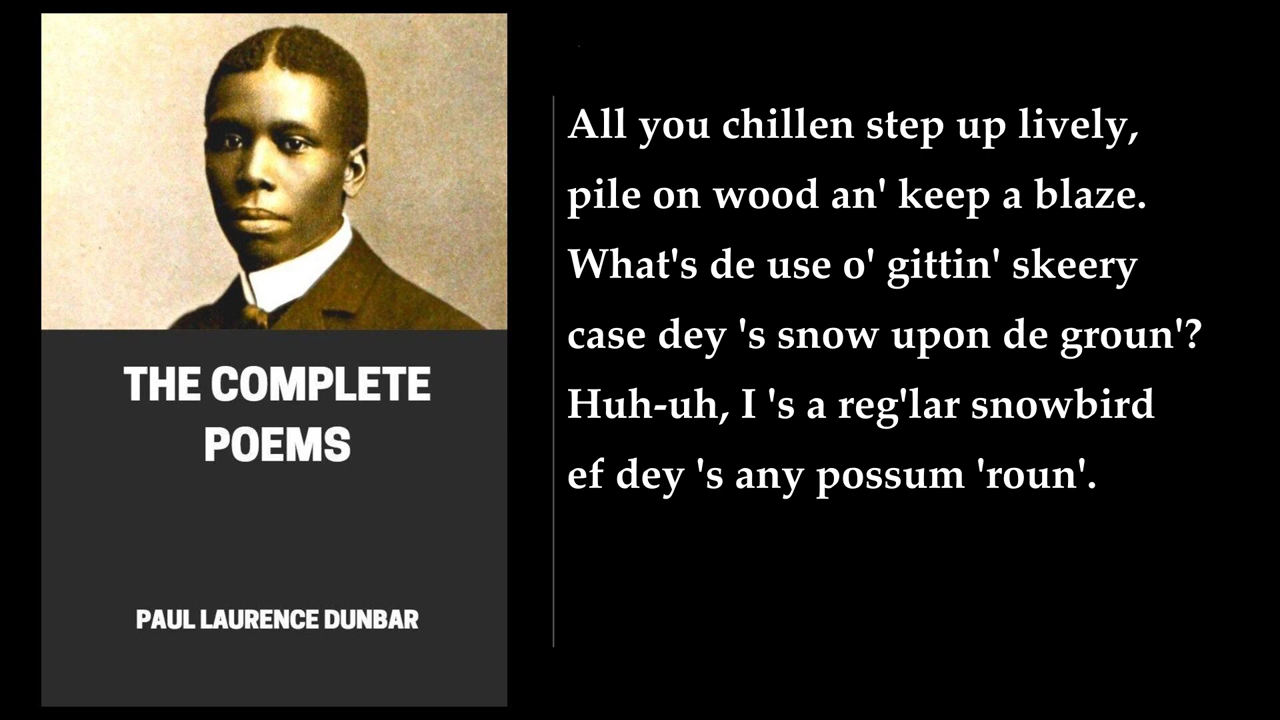 THE COMPLETE
POEMS
PAUL LAURENCE DUNBAR
All you chillen step up lively,
pile on wood an' keep a blaze.
What's de use o' gittin' skeery
case dey 's snow upon de groun'?
Huh-uh, I 's a reg'lar snowbird
ef dey 's any possum 'roun'.